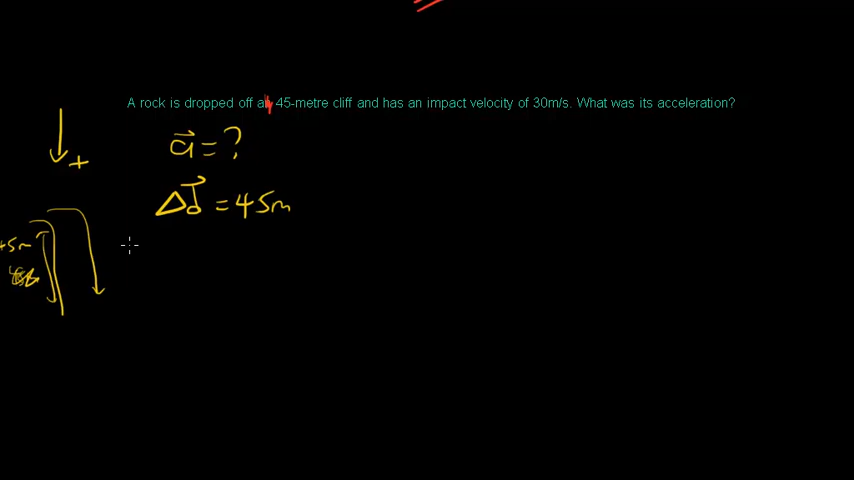 A rock is dropped off a 45-metre cliff and has an impact velocity of 30m/s. What was its acceleration?
+
a⃗ = ?
Δd⃗ = 45m
45m